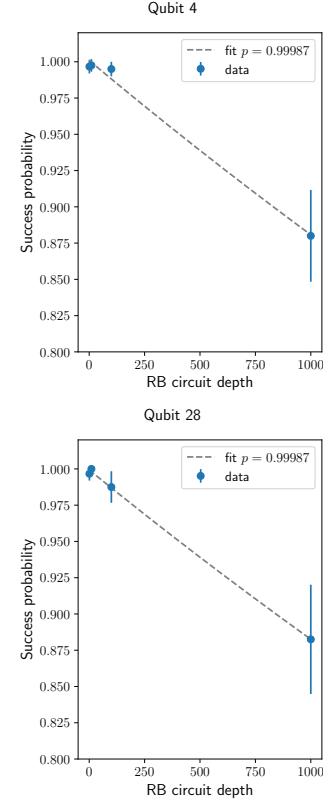 Qubit 4
fit p = 0.99987
data
1.000
0.975
0.950
0.925
0.900
0.875
0.850
0.825
0.800
Success probability
0
250
500
750
1000
RB circuit depth
Qubit 28
fit p = 0.99987
data
1.000
0.975
0.950
0.925
0.900
0.875
0.850
0.825
0.800
Success probability
0
250
500
750
1000
RB circuit depth